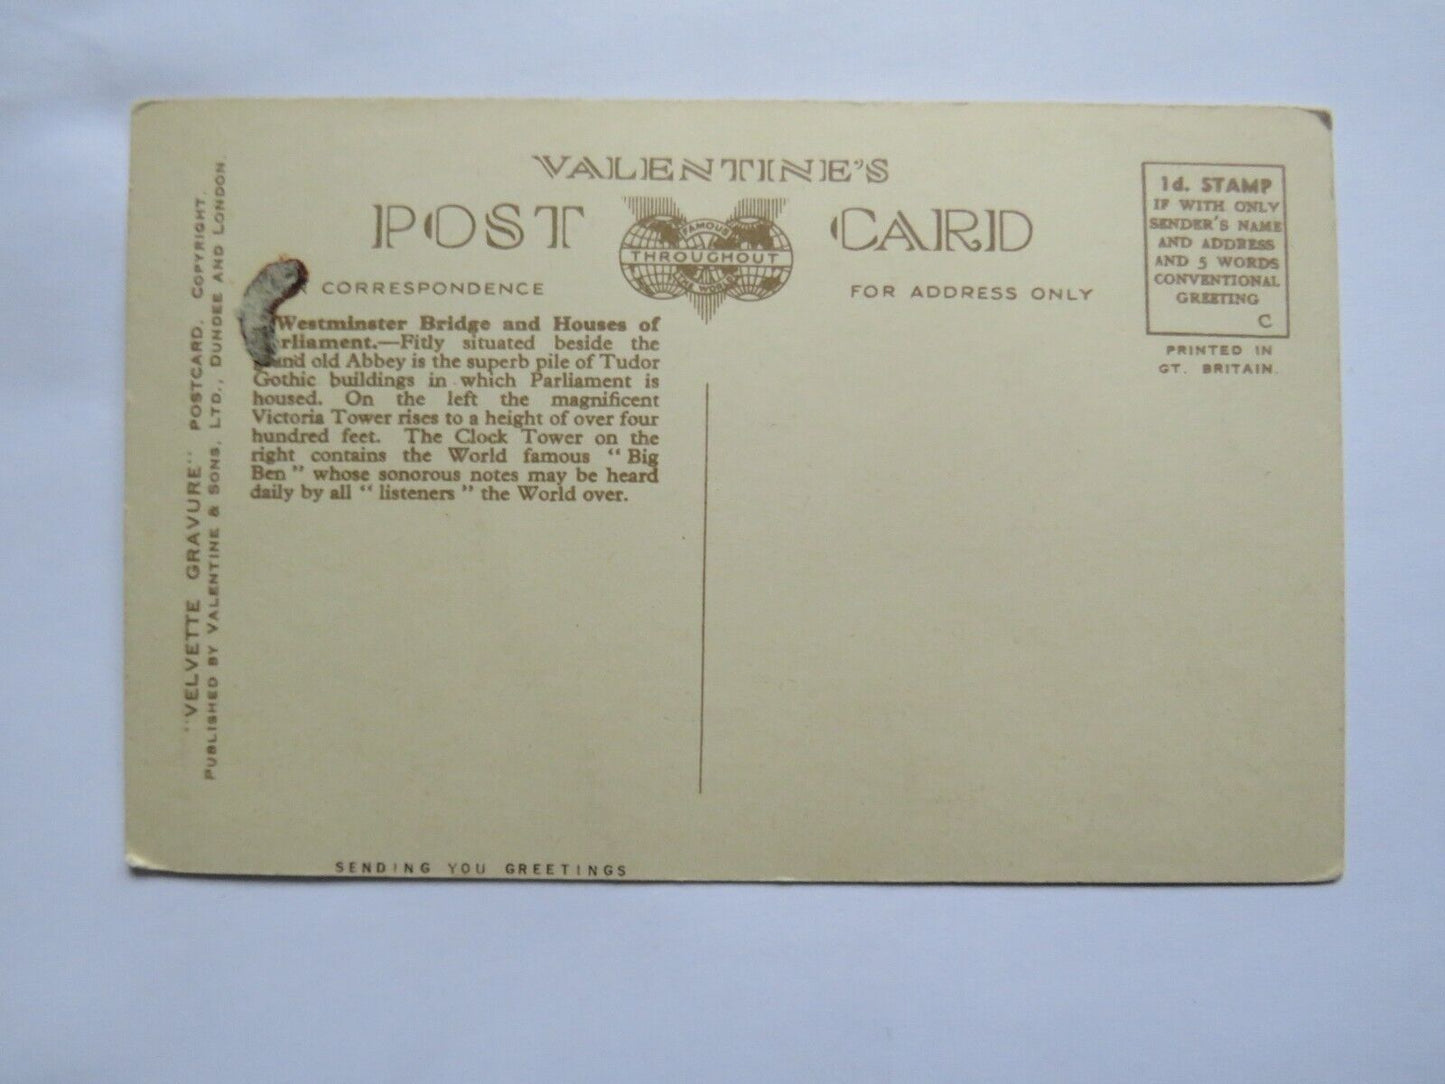 VALENTINE'S
POST CARD
FAMOUS
THROUGHOUT
THE WORLD
CORRESPONDENCE
FOR ADDRESS ONLY
1d. STAMP
IF WITH ONLY
SENDER'S NAME
AND ADDRESS
AND 5 WORDS
CONVENTIONAL
GREETING
C
PRINTED IN
GT. BRITAIN.
Westminster Bridge and Houses of
rliament.—Fitly situated beside the
old Abbey is the superb pile of Tudor
Gothic buildings in which Parliament is
housed. On the left the magnificent
Victoria Tower rises to a height of over four
hundred feet. The Clock Tower on the
right contains the World famous "Big
Ben" whose sonorous notes may be heard
daily by all "listeners" the World over.
"VELVETTE GRAVURE" POSTCARD. COPYRIGHT.
PUBLISHED BY VALENTINE & SONS, LTD., DUNDEE AND LONDON.
SENDING YOU GREETINGS